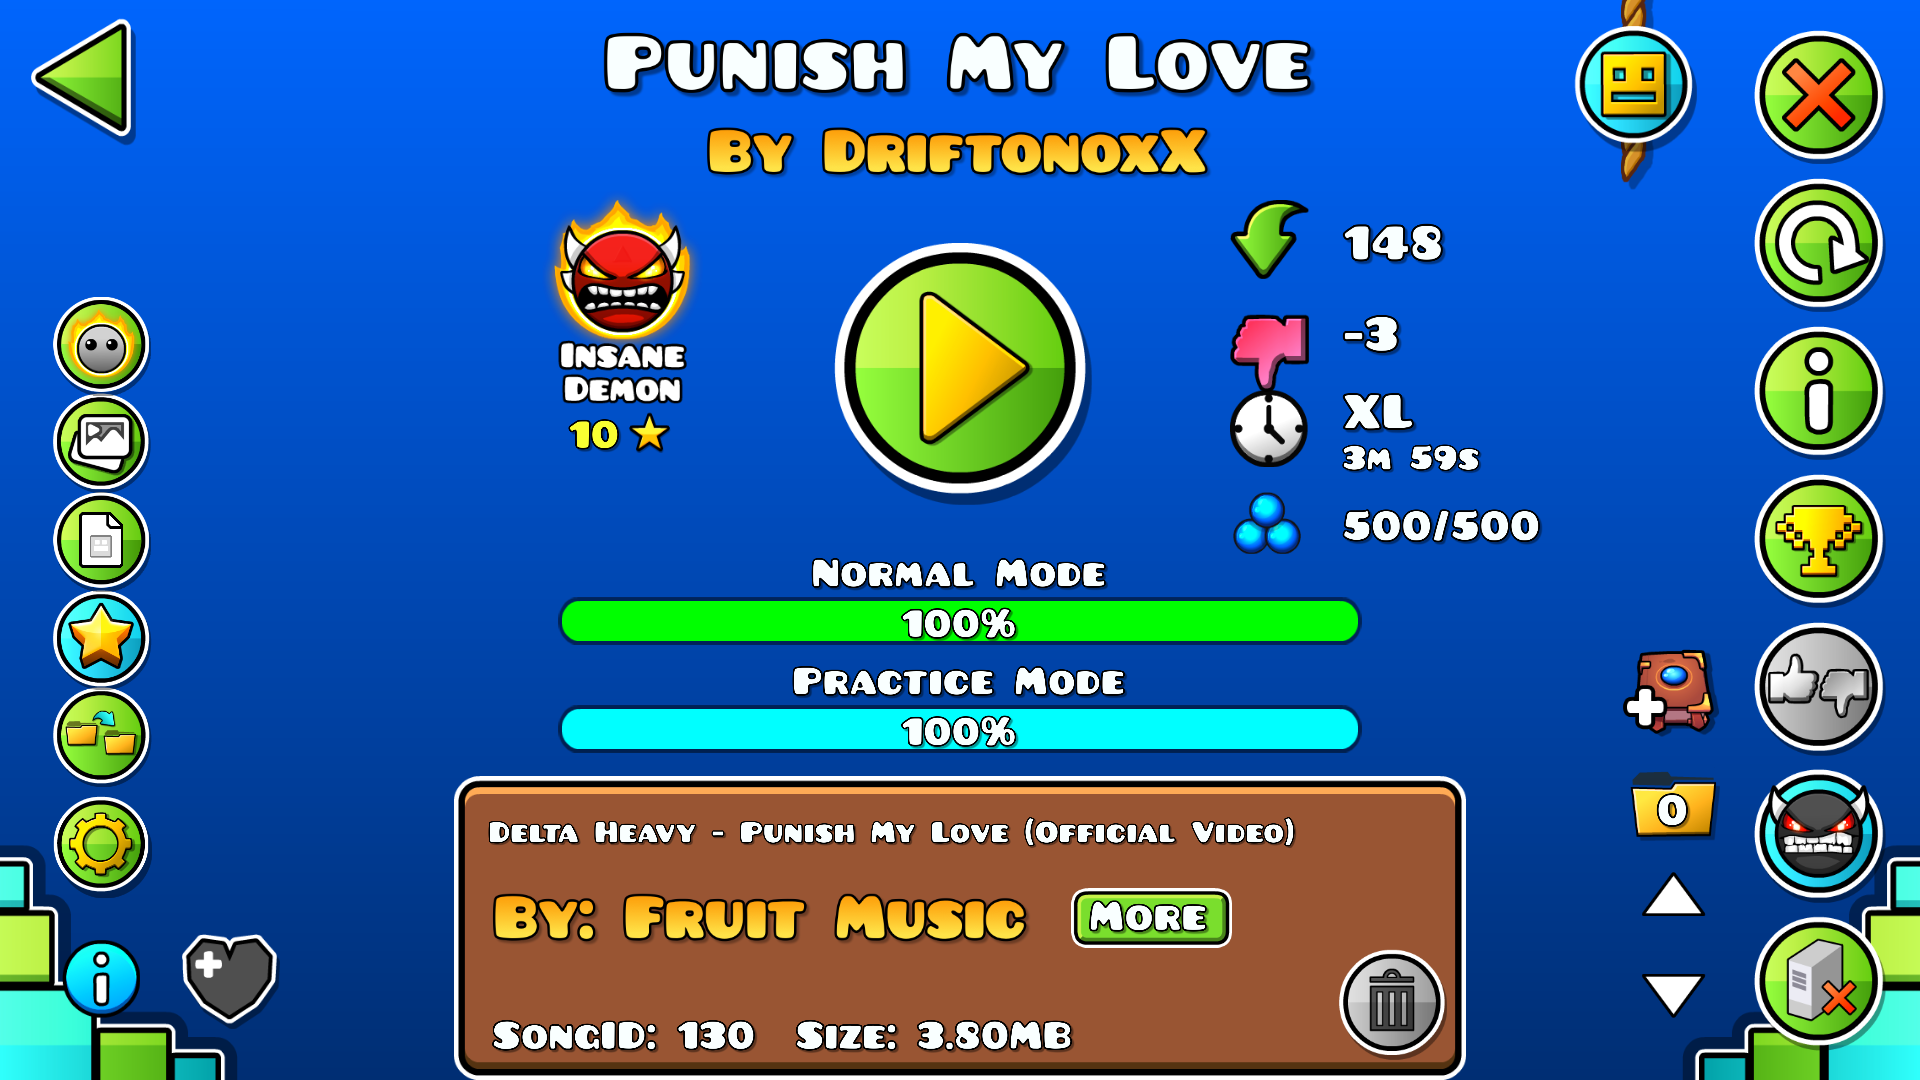 Punish My Love
By DriftonoxX
Insane
Demon
10
148
-3
XL
3m 59s
500/500
Normal Mode
100%
Practice Mode
100%
0
Delta Heavy - Punish My Love (Official Video)
By: Fruit Music
More
SongID: 130 Size: 3.80MB